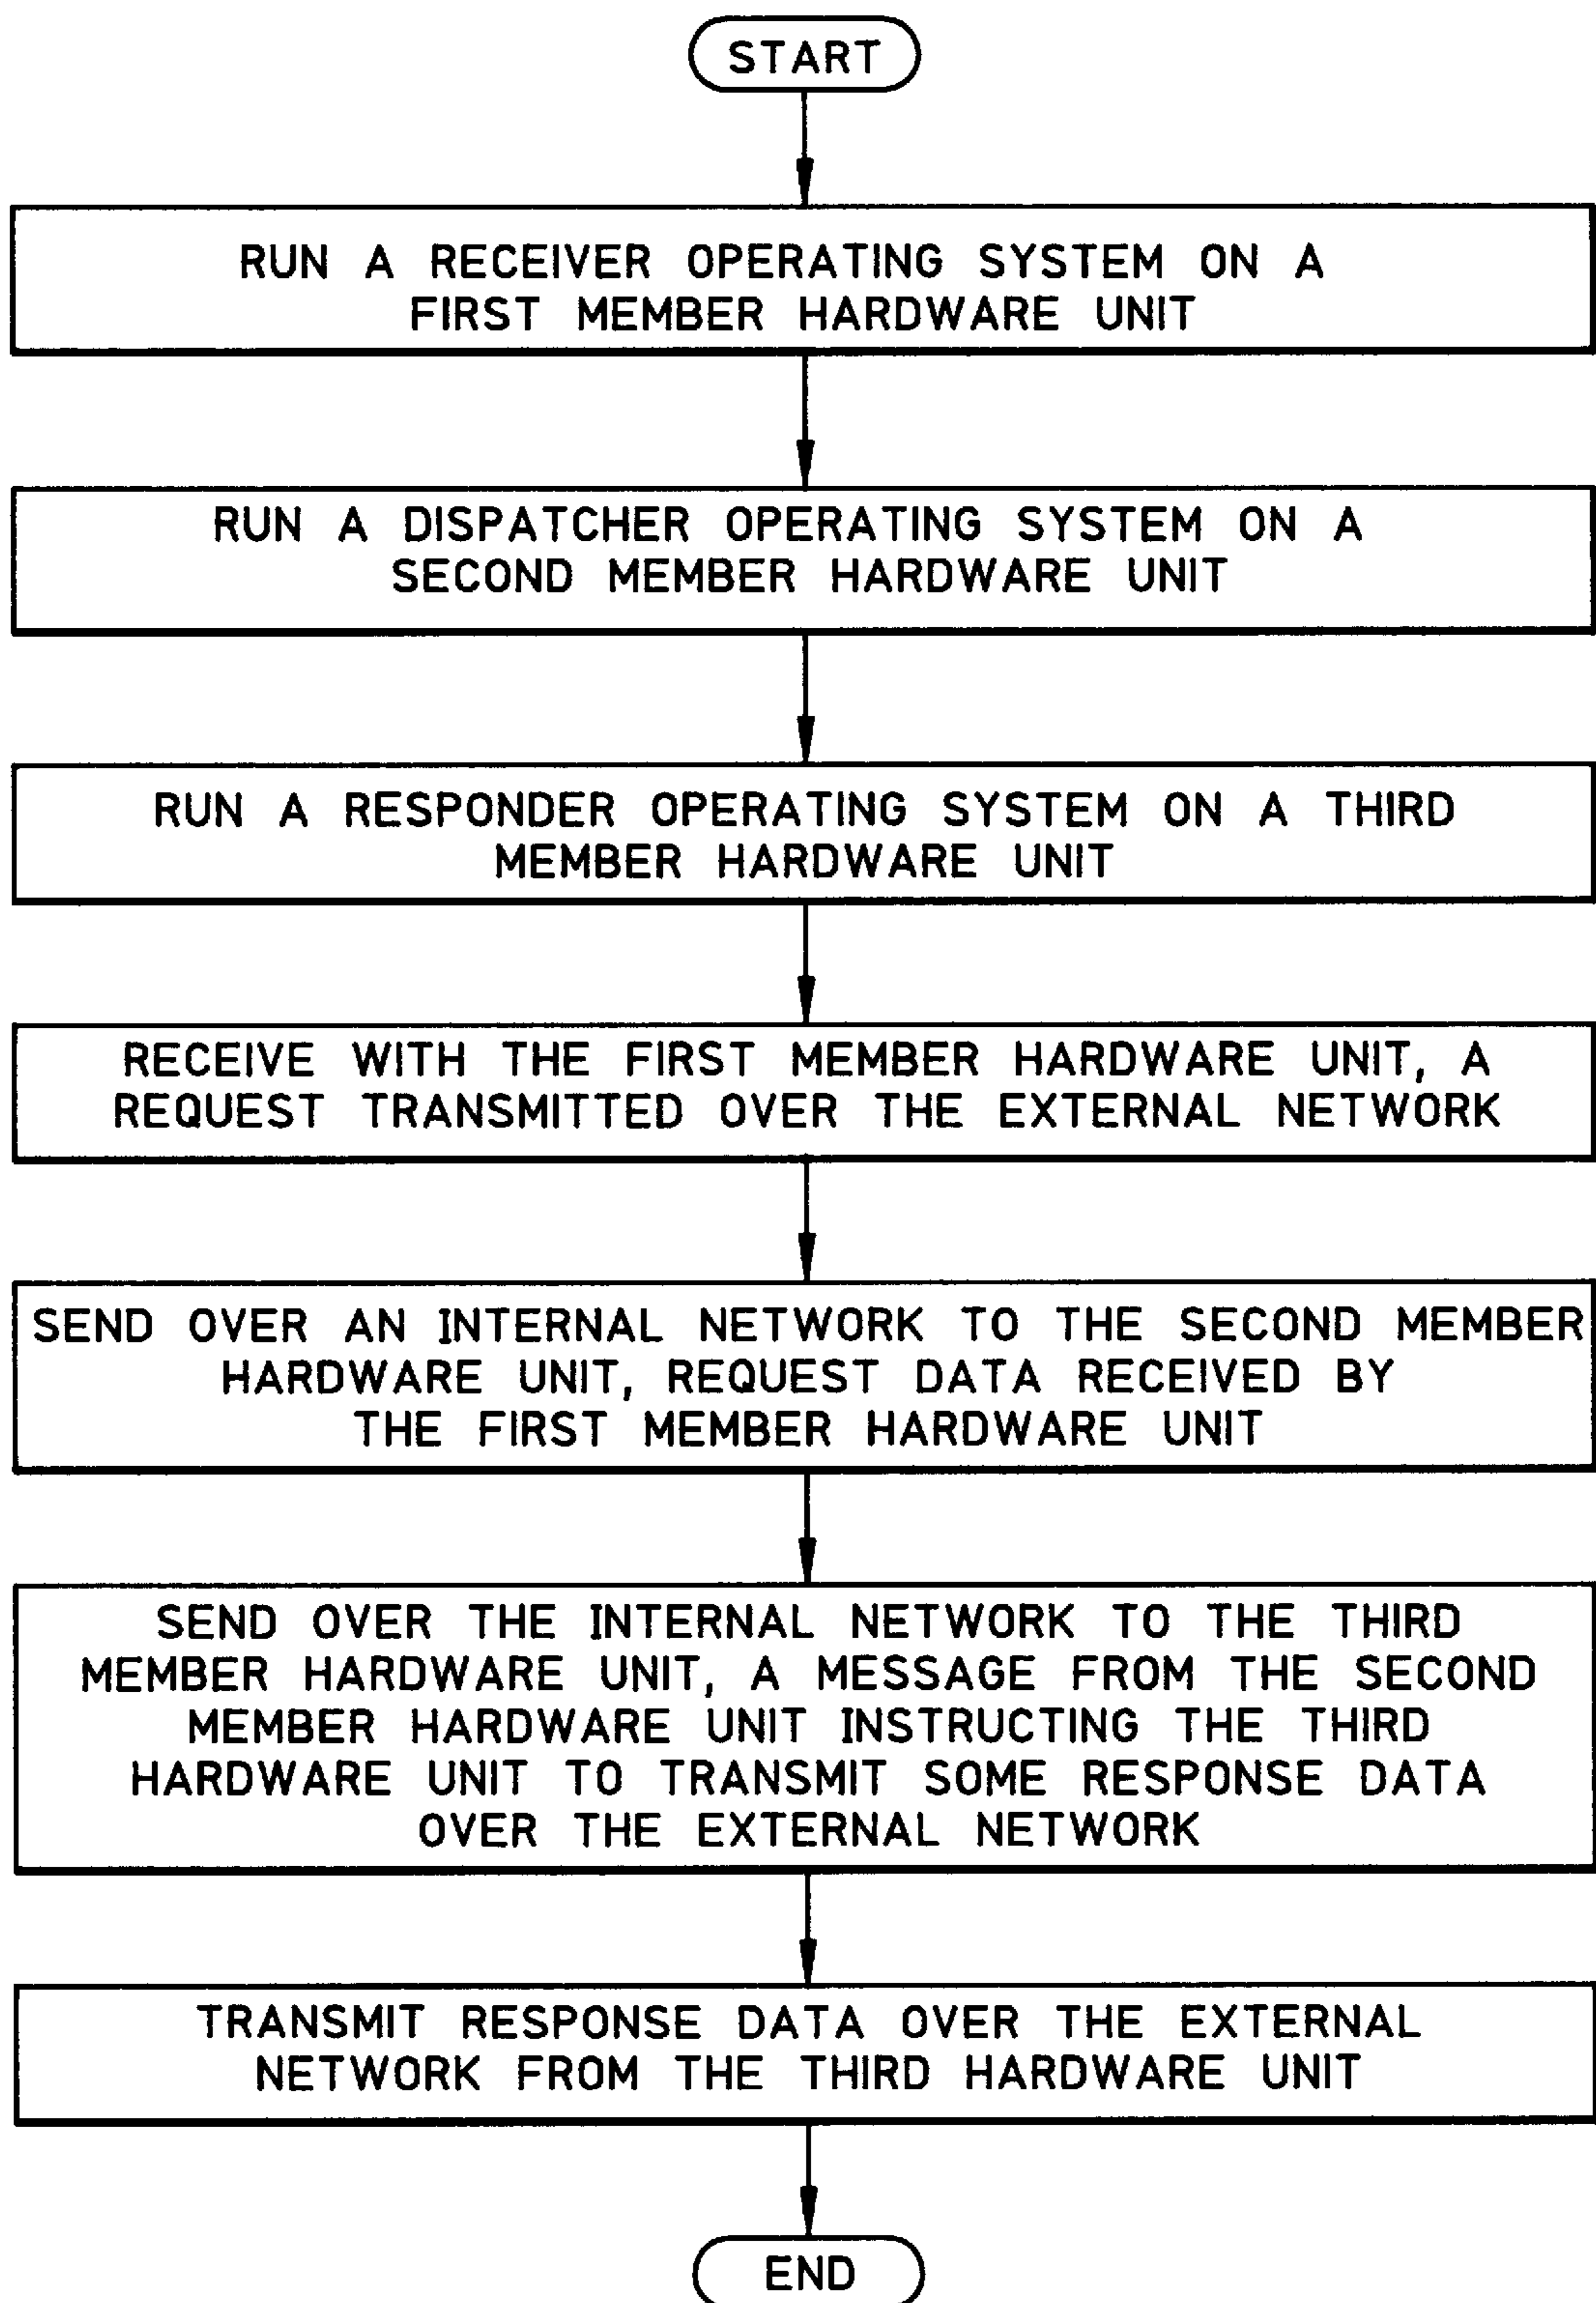 START
RUN A RECEIVER OPERATING SYSTEM ON A
FIRST MEMBER HARDWARE UNIT
RUN A DISPATCHER OPERATING SYSTEM ON A
SECOND MEMBER HARDWARE UNIT
RUN A RESPONDER OPERATING SYSTEM ON A THIRD
MEMBER HARDWARE UNIT
RECEIVE WITH THE FIRST MEMBER HARDWARE UNIT, A
REQUEST TRANSMITTED OVER THE EXTERNAL NETWORK
SEND OVER AN INTERNAL NETWORK TO THE SECOND MEMBER
HARDWARE UNIT, REQUEST DATA RECEIVED BY
THE FIRST MEMBER HARDWARE UNIT
SEND OVER THE INTERNAL NETWORK TO THE THIRD
MEMBER HARDWARE UNIT, A MESSAGE FROM THE SECOND
MEMBER HARDWARE UNIT INSTRUCTING THE THIRD
HARDWARE UNIT TO TRANSMIT SOME RESPONSE DATA
OVER THE EXTERNAL NETWORK
TRANSMIT RESPONSE DATA OVER THE EXTERNAL
NETWORK FROM THE THIRD HARDWARE UNIT
END